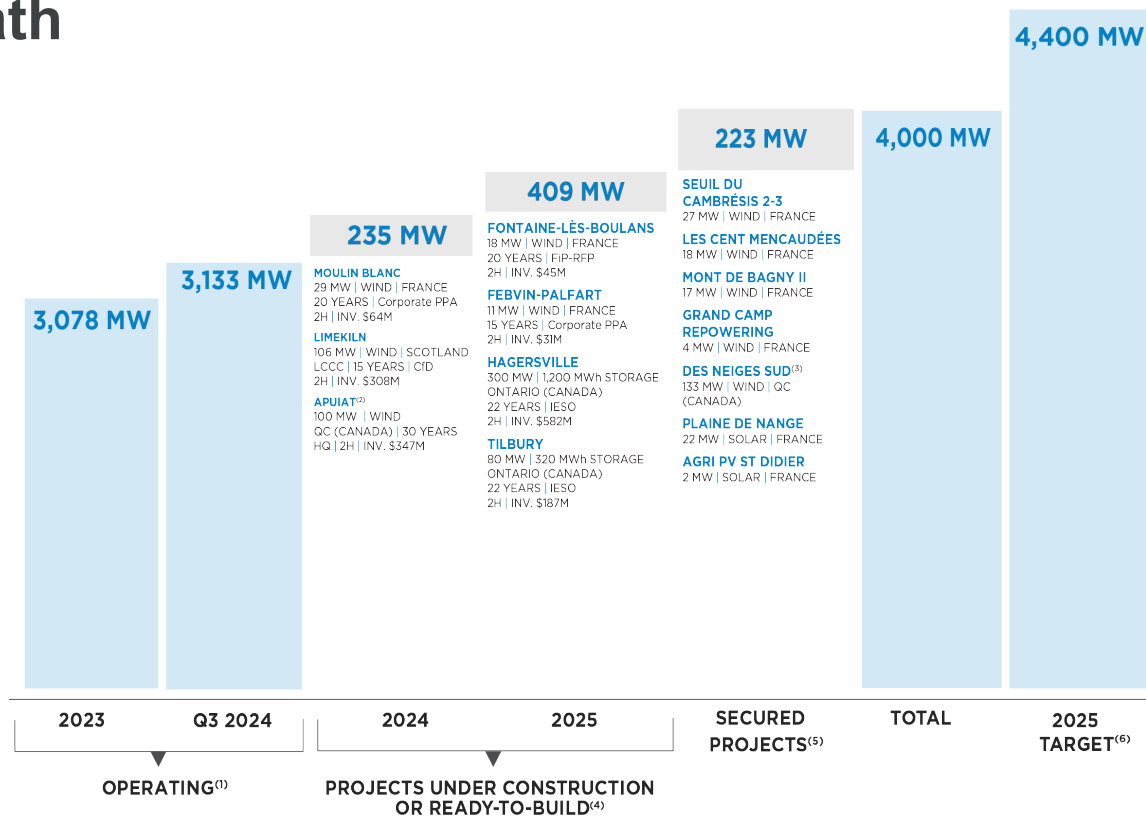 ath
3,078 MW
3,133 MW
235 MW
MOULIN BLANC
29 MW | WIND | FRANCE
20 YEARS | Corporate PPA
2H | INV. $64M
LIMEKILN
106 MW | WIND | SCOTLAND
LCCC | 15 YEARS | CfD
2H | INV. $308M
APUIAT(2)
100 MW | WIND
QC (CANADA) | 30 YEARS
HQ | 2H | INV. $347M
409 MW
FONTAINE-LÈS-BOULANS
18 MW | WIND | FRANCE
20 YEARS | FiP-RFP
2H | INV. $45M
FEBVIN-PALFART
11 MW | WIND | FRANCE
15 YEARS | Corporate PPA
2H | INV. $31M
HAGERSVILLE
300 MW | 1,200 MWh STORAGE
ONTARIO (CANADA)
22 YEARS | IESO
2H | INV. $582M
TILBURY
80 MW | 320 MWh STORAGE
ONTARIO (CANADA)
22 YEARS | IESO
2H | INV. $187M
223 MW
SEUIL DU
CAMBRÉSIS 2-3
27 MW | WIND | FRANCE
LES CENT MENCAUDÉES
18 MW | WIND | FRANCE
MONT DE BAGNY II
17 MW | WIND | FRANCE
GRAND CAMP
REPOWERING
4 MW | WIND | FRANCE
DES NEIGES SUD(3)
133 MW | WIND | QC
(CANADA)
PLAINE DE NANGE
22 MW | SOLAR | FRANCE
AGRI PV ST DIDIER
2 MW | SOLAR | FRANCE
4,000 MW
4,400 MW
2023
Q3 2024
2024
2025
SECURED
PROJECTS(5)
TOTAL
2025
TARGET(6)
OPERATING(1)
PROJECTS UNDER CONSTRUCTION
OR READY-TO-BUILD(4)